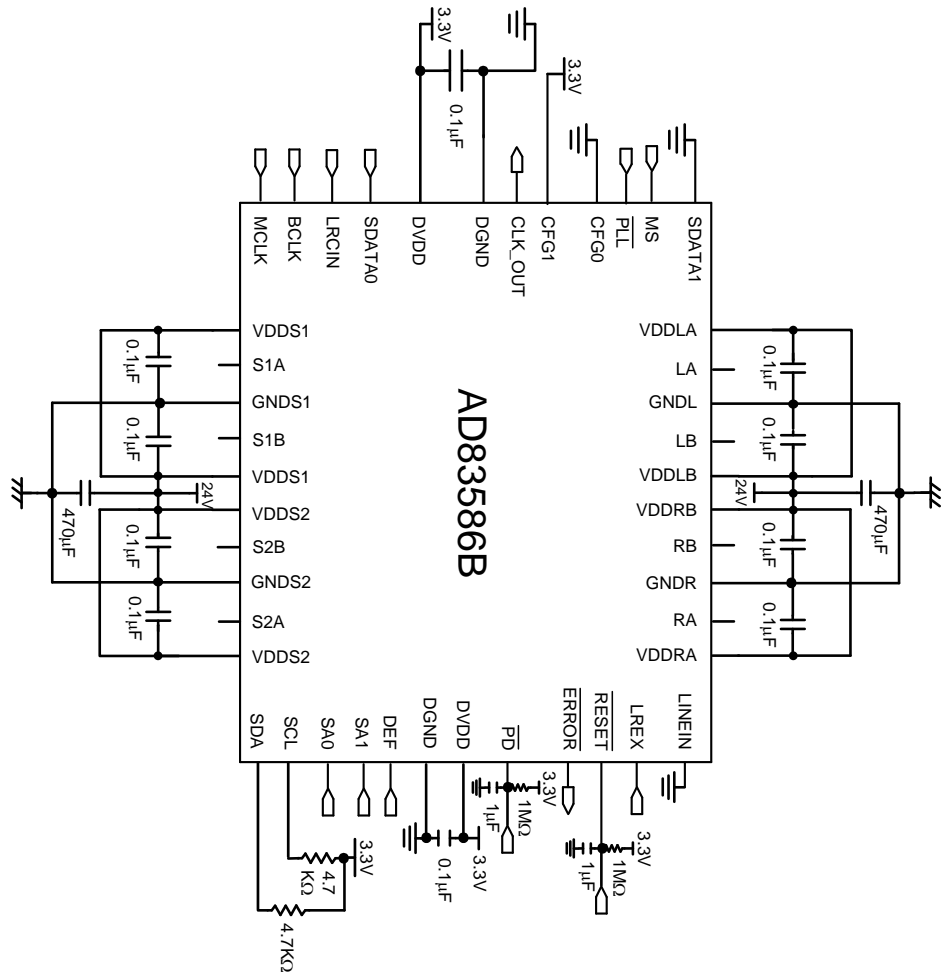 3.3V
0.1µF
3.3V
MCLK
BCLK
LRCIN
SDATA0
DVDD
DGND
CLK_OUT
CFG1
CFG0
PLL
MS
SDATA1
VDDS1
S1A
GNDS1
S1B
VDDS1
VDDS2
S2B
GNDS2
S2A
VDDS2
0.1µF
0.1µF
24V
470µF
0.1µF
0.1µF
AD83586B
VDDLA
LA
GNDL
LB
VDDLB
VDDRB
RB
GNDR
RA
VDDRA
0.1µF
0.1µF
24V
470µF
0.1µF
0.1µF
SDA
SCL
SA0
SA1
DEF
DGND
DVDD
PD
ERROR
RESET
LREX
LINEIN
3.3V
1MΩ
1µF
3.3V
0.1µF
3.3V
1MΩ
1µF
3.3V
4.7
KΩ
4.7KΩ